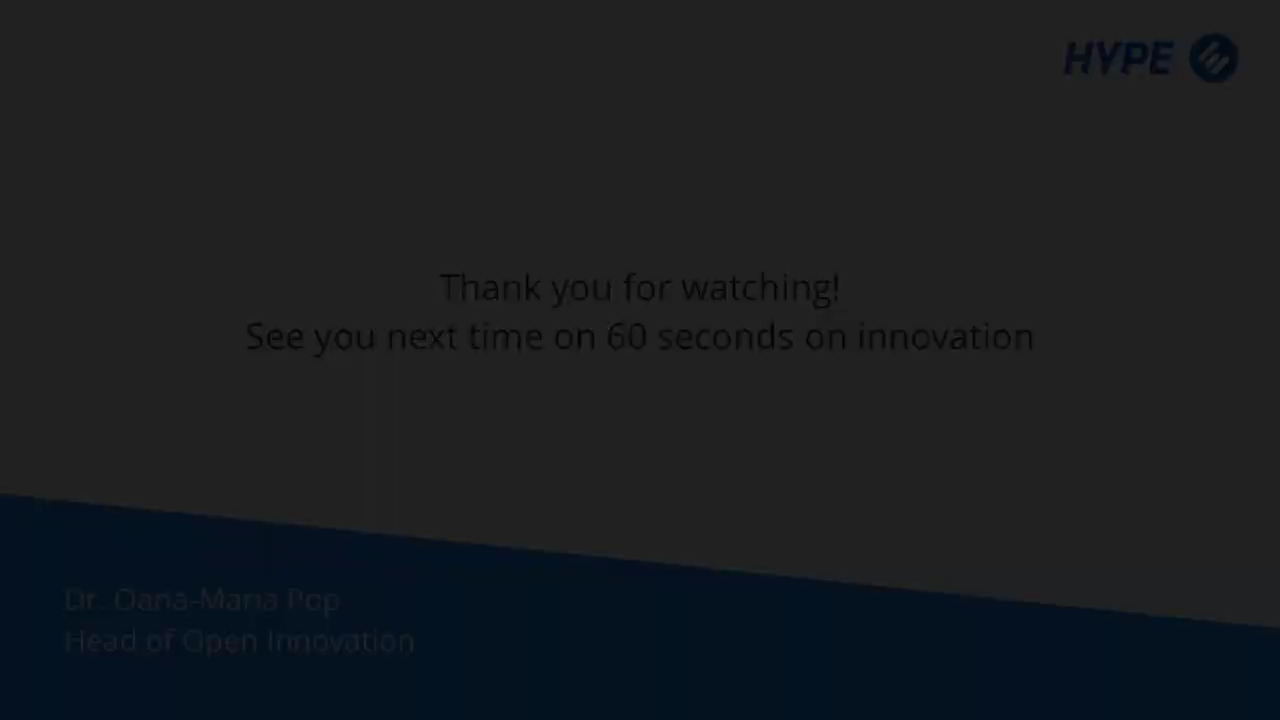 HYPE
Thank you for watching!
See you next time on 60 seconds on innovation
Dr. Oana-Maria Pop
Head of Open Innovation